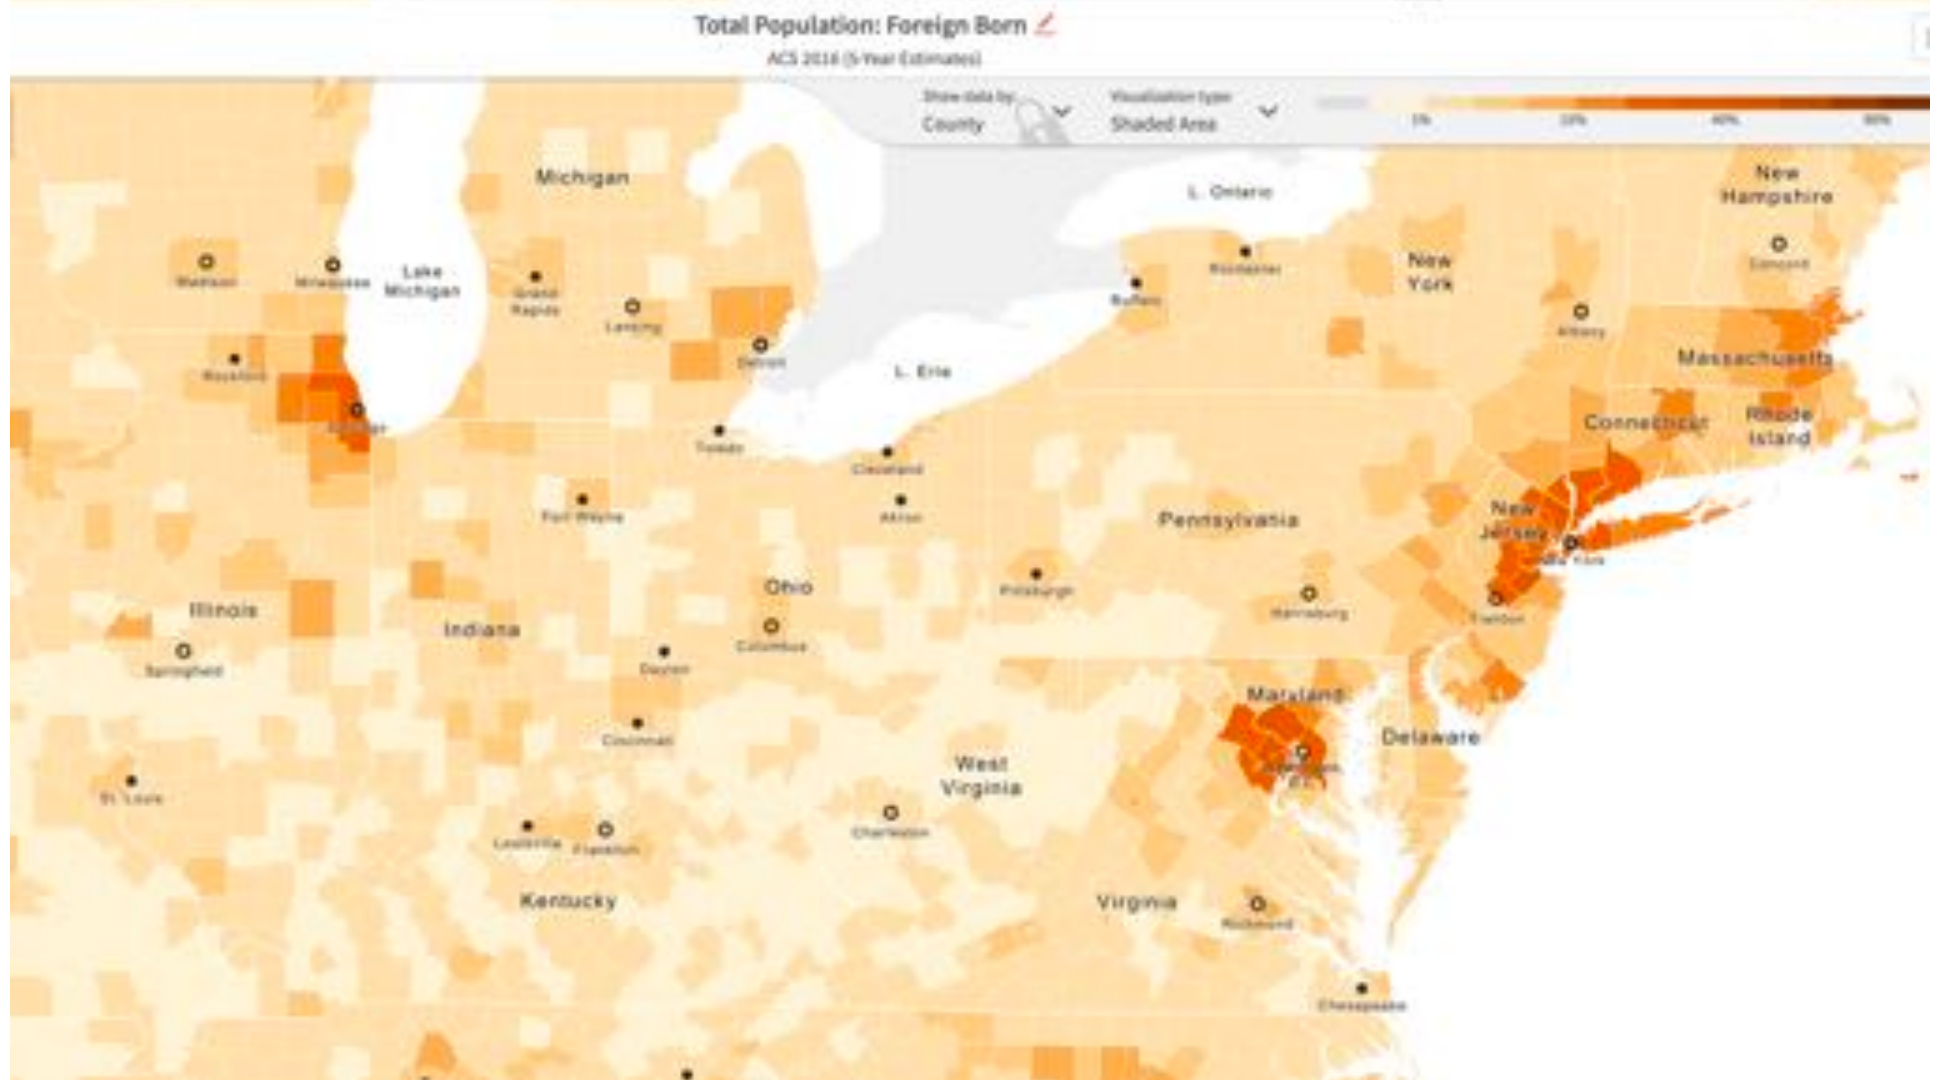 Total Population: Foreign Born
ACS 2016 (5-Year Estimates)
Show data by:
County
Visualization type:
Shaded Area
New
Hampshire
Michigan
L. Ontario
Concord
New
York
Madison
Milwaukee
Lake
Michigan
Grand
Rapids
Lansing
Rochester
Buffalo
Albany
Rockford
Detroit
L. Erie
Massachusetts
Connecticut
Rhode
Island
Toledo
Cleveland
Fort Wayne
Akron
Pennsylvania
New
Jersey
New York
Ohio
Pittsburgh
Harrisburg
Trenton
Illinois
Indiana
Columbus
Springfield
Dayton
Maryland
Cincinnati
Delaware
West
Virginia
St. Louis
Louisville
Frankfort
Charleston
Kentucky
Virginia
Richmond
Chesapeake